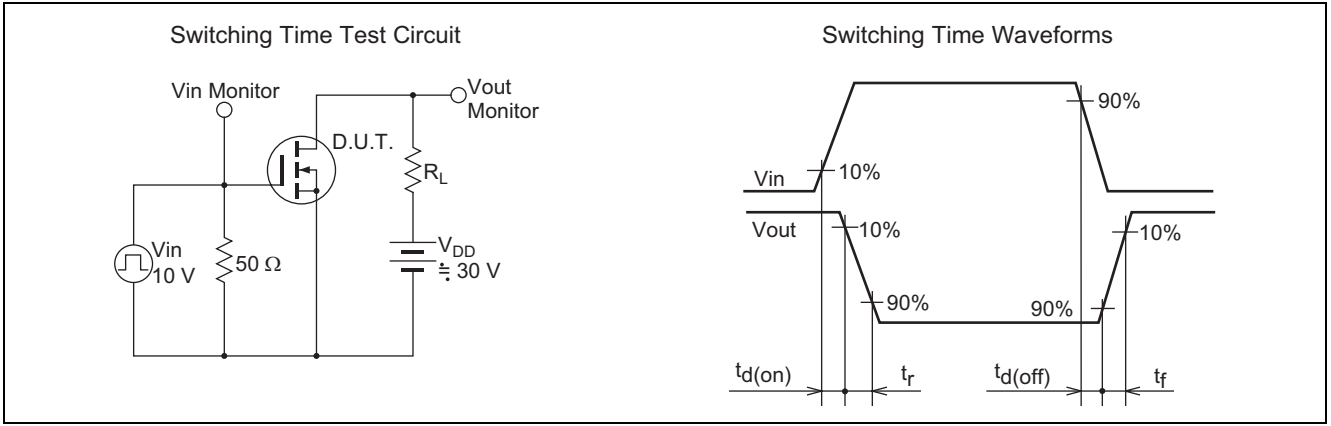 Switching Time Test Circuit
Vin Monitor
Vout
Monitor
D.U.T.
RL
Vin
10 V
50 Ω
VDD
≒ 30 V
Switching Time Waveforms
90%
Vin
10%
Vout
10%
10%
90%
90%
td(on)
tr
td(off)
tf